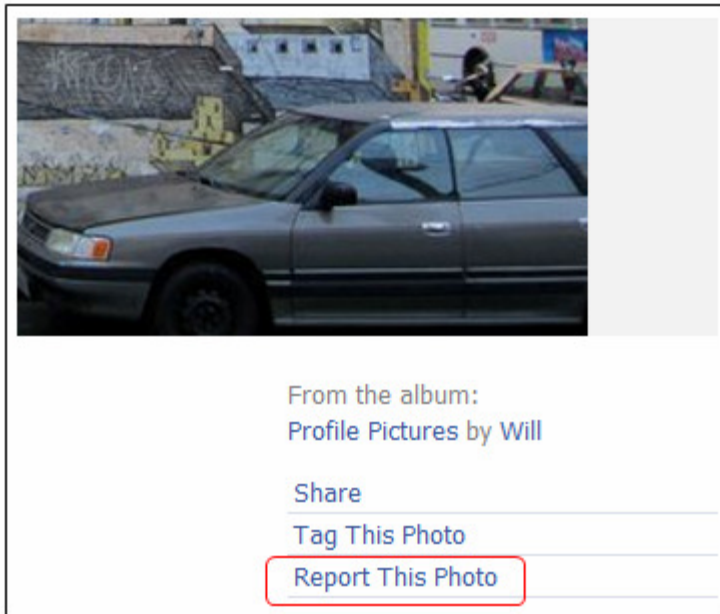 From the album:
Profile Pictures by Will
Share
Tag This Photo
Report This Photo